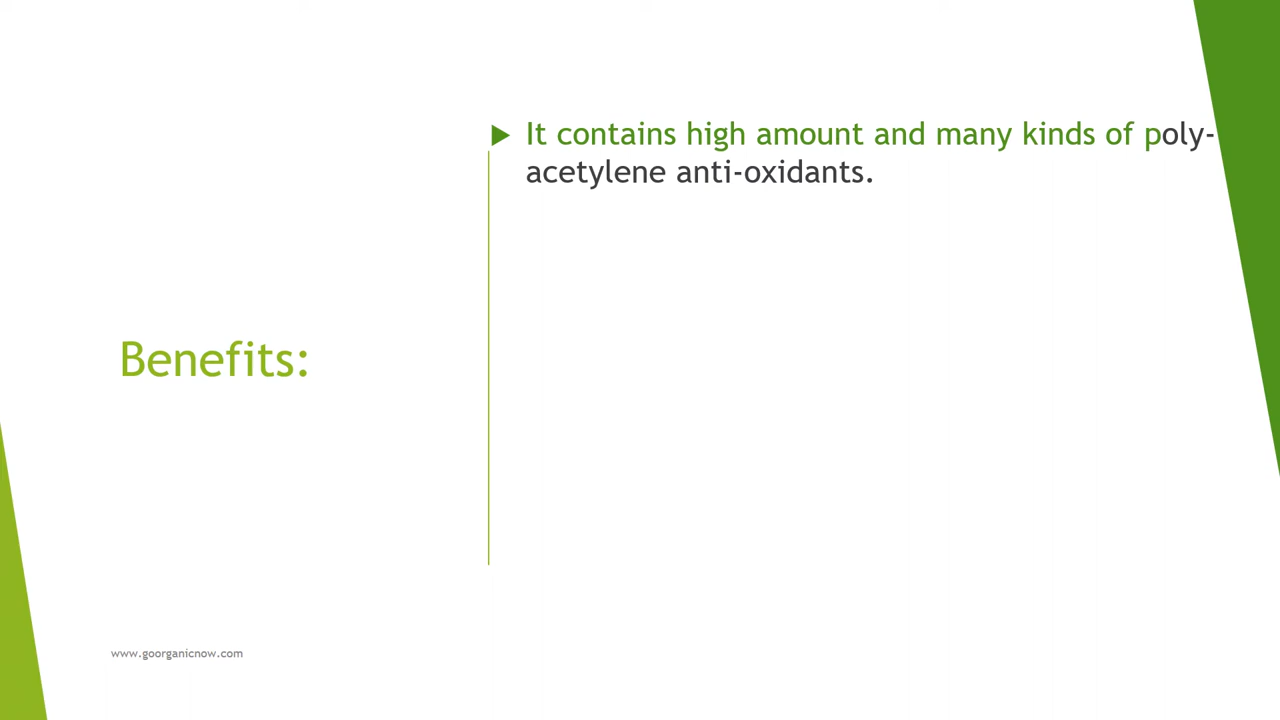 It contains high amount and many kinds of poly-
acetylene anti-oxidants.
Benefits:
www.goorganicnow.com